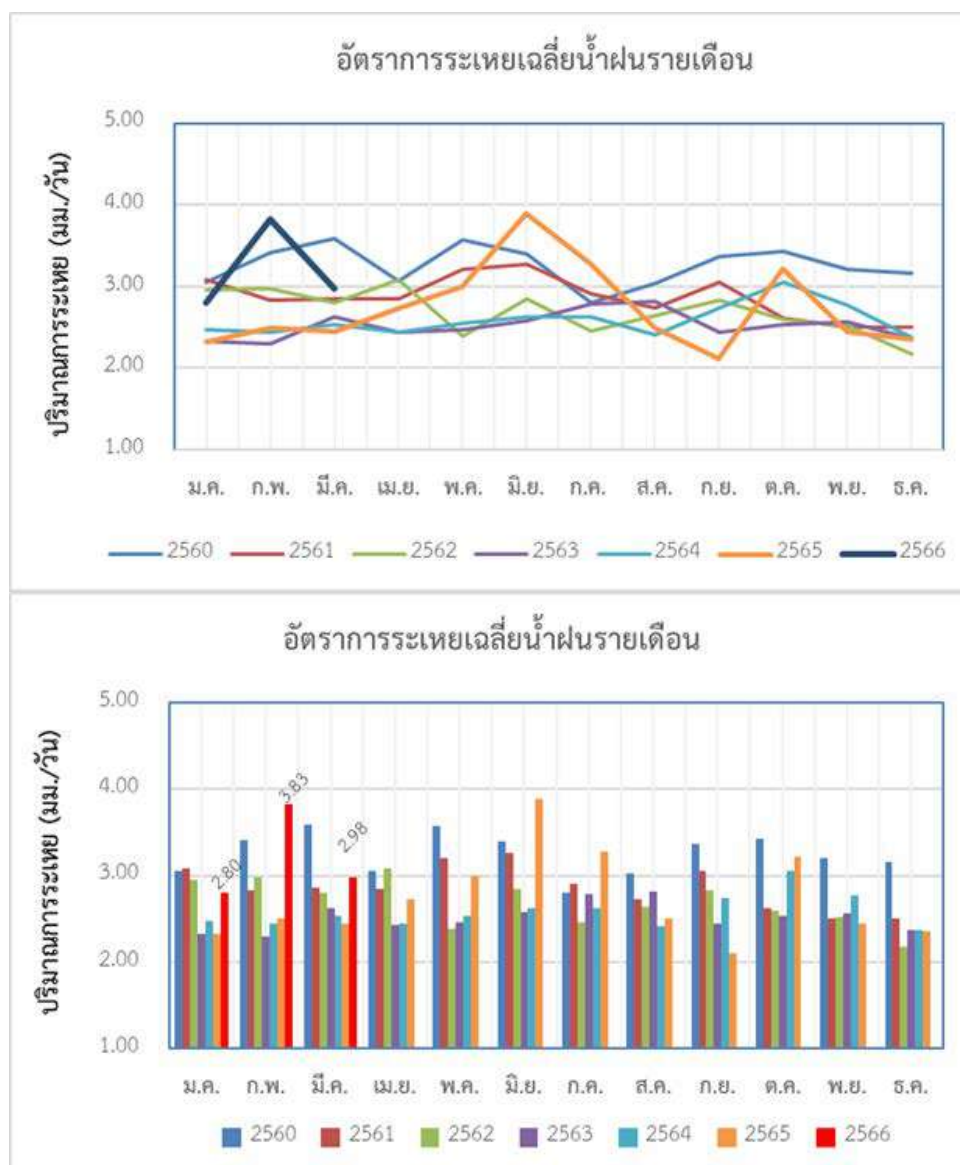 อัตราการระเหยเฉลี่ยน้ำฝนรายเดือน
ปริมาณการระเหย (มม./วัน)
5.00
4.00
3.00
2.00
1.00
ม.ค. ก.พ. มี.ค. เม.ย. พ.ค. มิ.ย. ก.ค. ส.ค. ก.ย. ต.ค. พ.ย. ธ.ค.
2560 2561 2562 2563 2564 2565 2566
อัตราการระเหยเฉลี่ยน้ำฝนรายเดือน
ปริมาณการระเหย (มม./วัน)
5.00
4.00
3.00
2.00
1.00
2.80
3.83
2.98
ม.ค. ก.พ. มี.ค. เม.ย. พ.ค. มิ.ย. ก.ค. ส.ค. ก.ย. ต.ค. พ.ย. ธ.ค.
2560 2561 2562 2563 2564 2565 2566